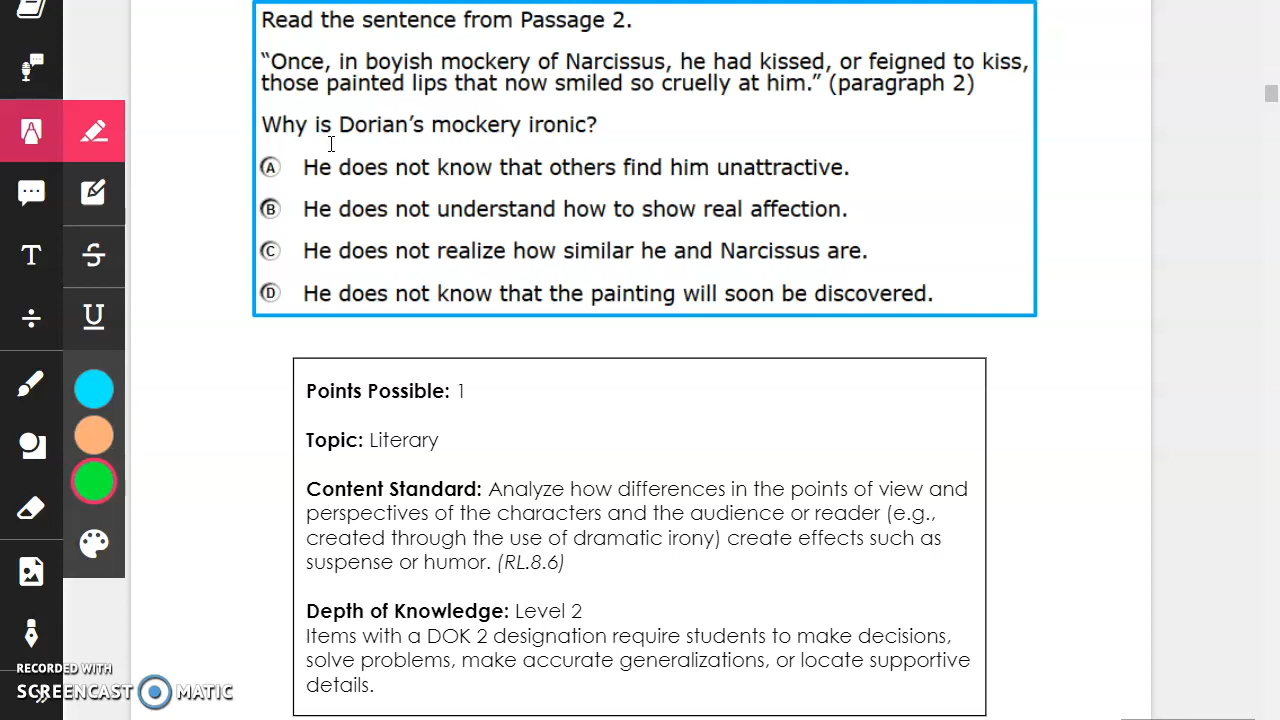 Read the sentence from Passage 2.
“Once, in boyish mockery of Narcissus, he had kissed, or feigned to kiss,
those painted lips that now smiled so cruelly at him.” (paragraph 2)
Why is Dorian’s mockery ironic?
A He does not know that others find him unattractive.
B He does not understand how to show real affection.
C He does not realize how similar he and Narcissus are.
D He does not know that the painting will soon be discovered.
Points Possible: 1
Topic: Literary
Content Standard: Analyze how differences in the points of view and
perspectives of the characters and the audience or reader (e.g.,
created through the use of dramatic irony) create effects such as
suspense or humor. (RL.8.6)
Depth of Knowledge: Level 2
Items with a DOK 2 designation require students to make decisions,
solve problems, make accurate generalizations, or locate supportive
details.
RECORDED WITH
SCREENCAST MATIC